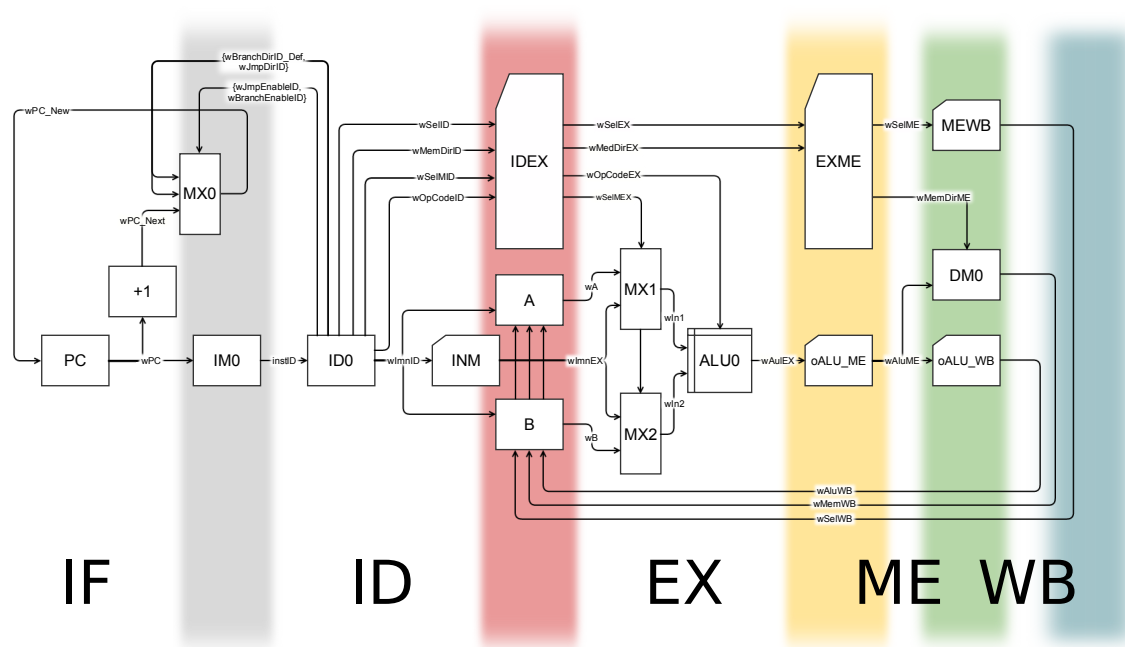 {wBranchDirID_Def,
wJmpDirID}
{wJmpEnableID,
wBranchEnableID}
wPC_New
wSelID
wSelEX
wSelME
MEWB
wMemDirID
IDEX
wMedDirEX
EXME
wSelMID
wOpCodeEX
MX0
wOpCodeID
wSelMEX
wMemDirME
wPC_Next
+1
A
wA
MX1
DM0
wIn1
PC
wPC
IM0
instID
ID0
wImnID
INM
wImnEX
ALU0
wAulEX
oALU_ME
wAluME
oALU_WB
wIn2
B
wB
MX2
wAluWB
wMemWB
wSelWB
IF
ID
EX
ME
WB